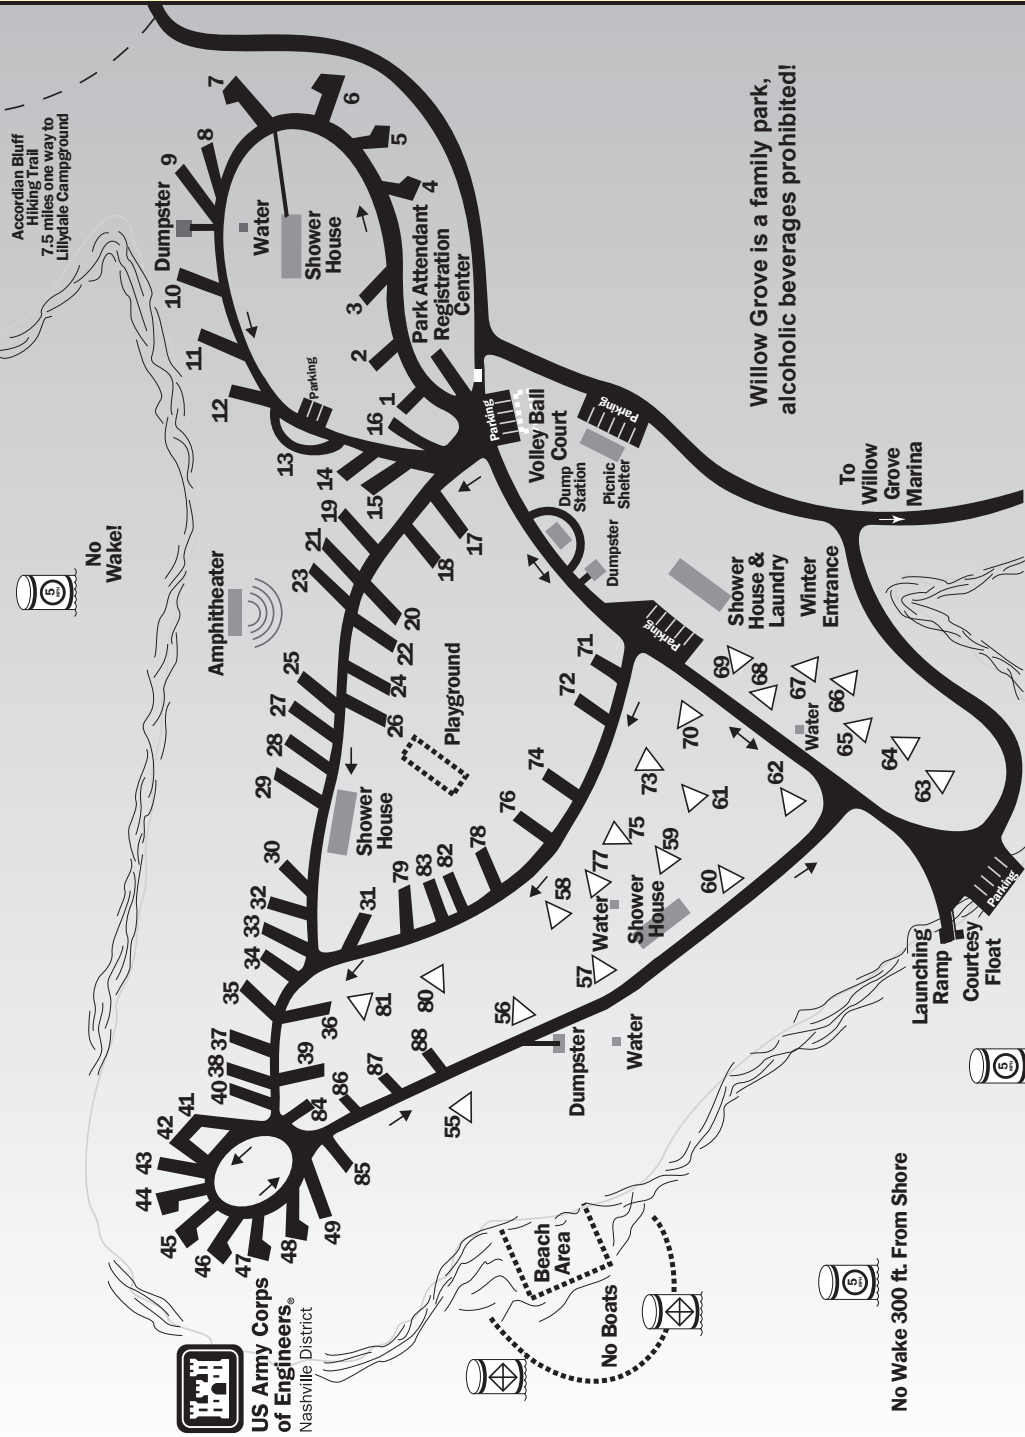 Accordian Bluff
Hiking Trail
7.5 miles one way to
Lillydale Campground
7
8
9
6
5
4
Dumpster
Water
Shower
House
10
11
12
3
2
1
16
Park Attendant
Registration
Center
Parking
13
14
15
Parking
Volley Ball
Court
Parking
Picnic
Shelter
Dump
Station
Dumpster
Willow Grove is a family park,
alcoholic beverages prohibited!
To
Willow
Grove
Marina
17
18
19
20
21
22
23
24
25
26
27
28
29
No
Wake!
5
MPH
Amphitheater
Playground
Shower
House
Parking
Shower
House &
Laundry
Winter
Entrance
71
72
74
76
78
82
83
79
31
30
32
33
34
35
36
37
38
39
40
41
42
43
44
45
46
47
48
49
84
85
86
87
88
81
80
69
68
67
66
65
64
63
Water
62
70
73
61
75
59
77
58
60
Water
Shower
House
57
56
55
Dumpster
Water
Launching
Ramp
Courtesy
Float
Parking
5
MPH
Beach
Area
No Boats
5
MPH
No Wake 300 ft. From Shore
US Army Corps
of Engineers®
Nashville District